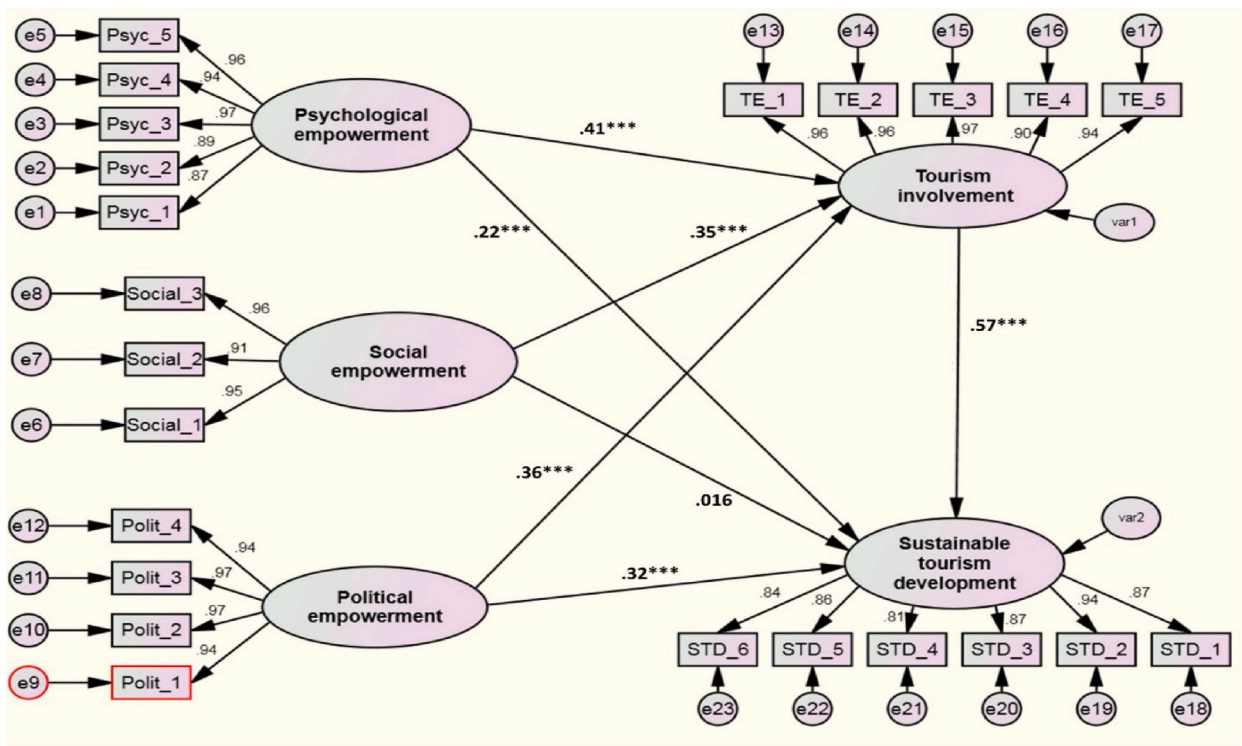 e5
Psyc_5
.96
e4
Psyc_4
.94
e3
Psyc_3
.97
e2
Psyc_2
.89
e1
Psyc_1
.87
Psychological
empowerment
e8
Social_3
.96
e7
Social_2
.91
e6
Social_1
.95
Social
empowerment
e12
Polit_4
.94
e11
Polit_3
.97
e10
Polit_2
.97
e9
Polit_1
.94
Political
empowerment
.41***
.22***
.35***
.016
.36***
.32***
.57***
e13
e14
e15
e16
e17
TE_1
TE_2
TE_3
TE_4
TE_5
.96
.96
.97
.90
.94
Tourism
involvement
var1
var2
Sustainable
tourism
development
.84
.86
.81
.87
.94
.87
STD_6
STD_5
STD_4
STD_3
STD_2
STD_1
e23
e22
e21
e20
e19
e18